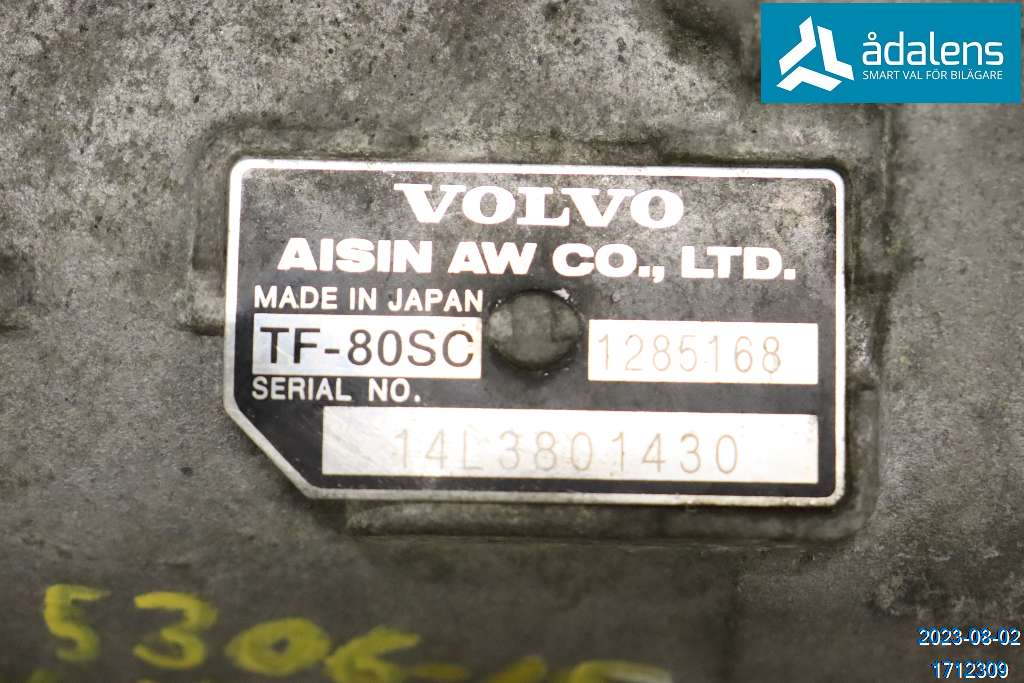 ådalens
SMART VAL FÖR BILÄGARE
VOLVO
AISIN AW CO., LTD.
MADE IN JAPAN
TF-80SC 1285168
SERIAL NO.
14L3801430
2023-08-02
1712309